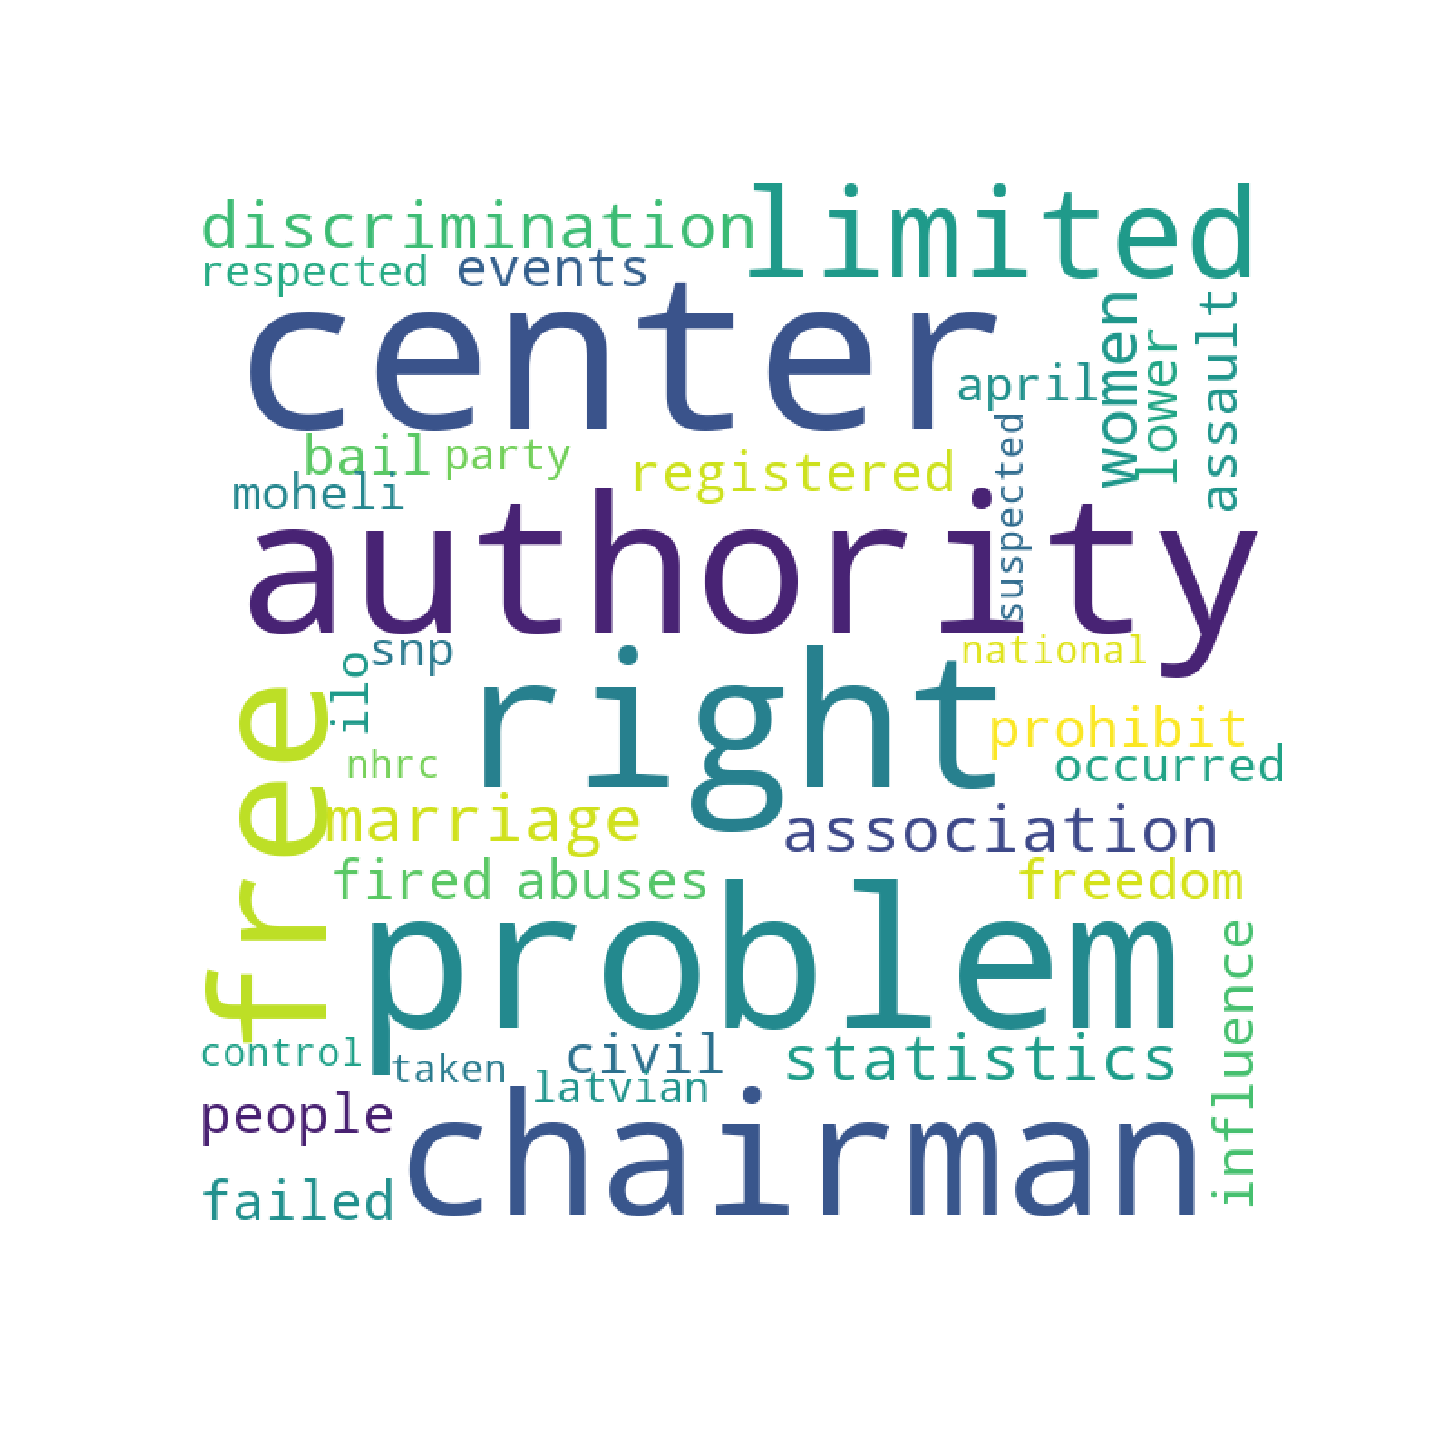 discrimination
limited
respected
events
center
women
lower
assault
april
bail
party
registered
suspected
moheli
authority
snp
ilo
national
free
right
prohibit
nhrc
occurred
marriage
association
fired
abuses
freedom
problem
influence
control
taken
civil
statistics
latvian
people
chairman
failed